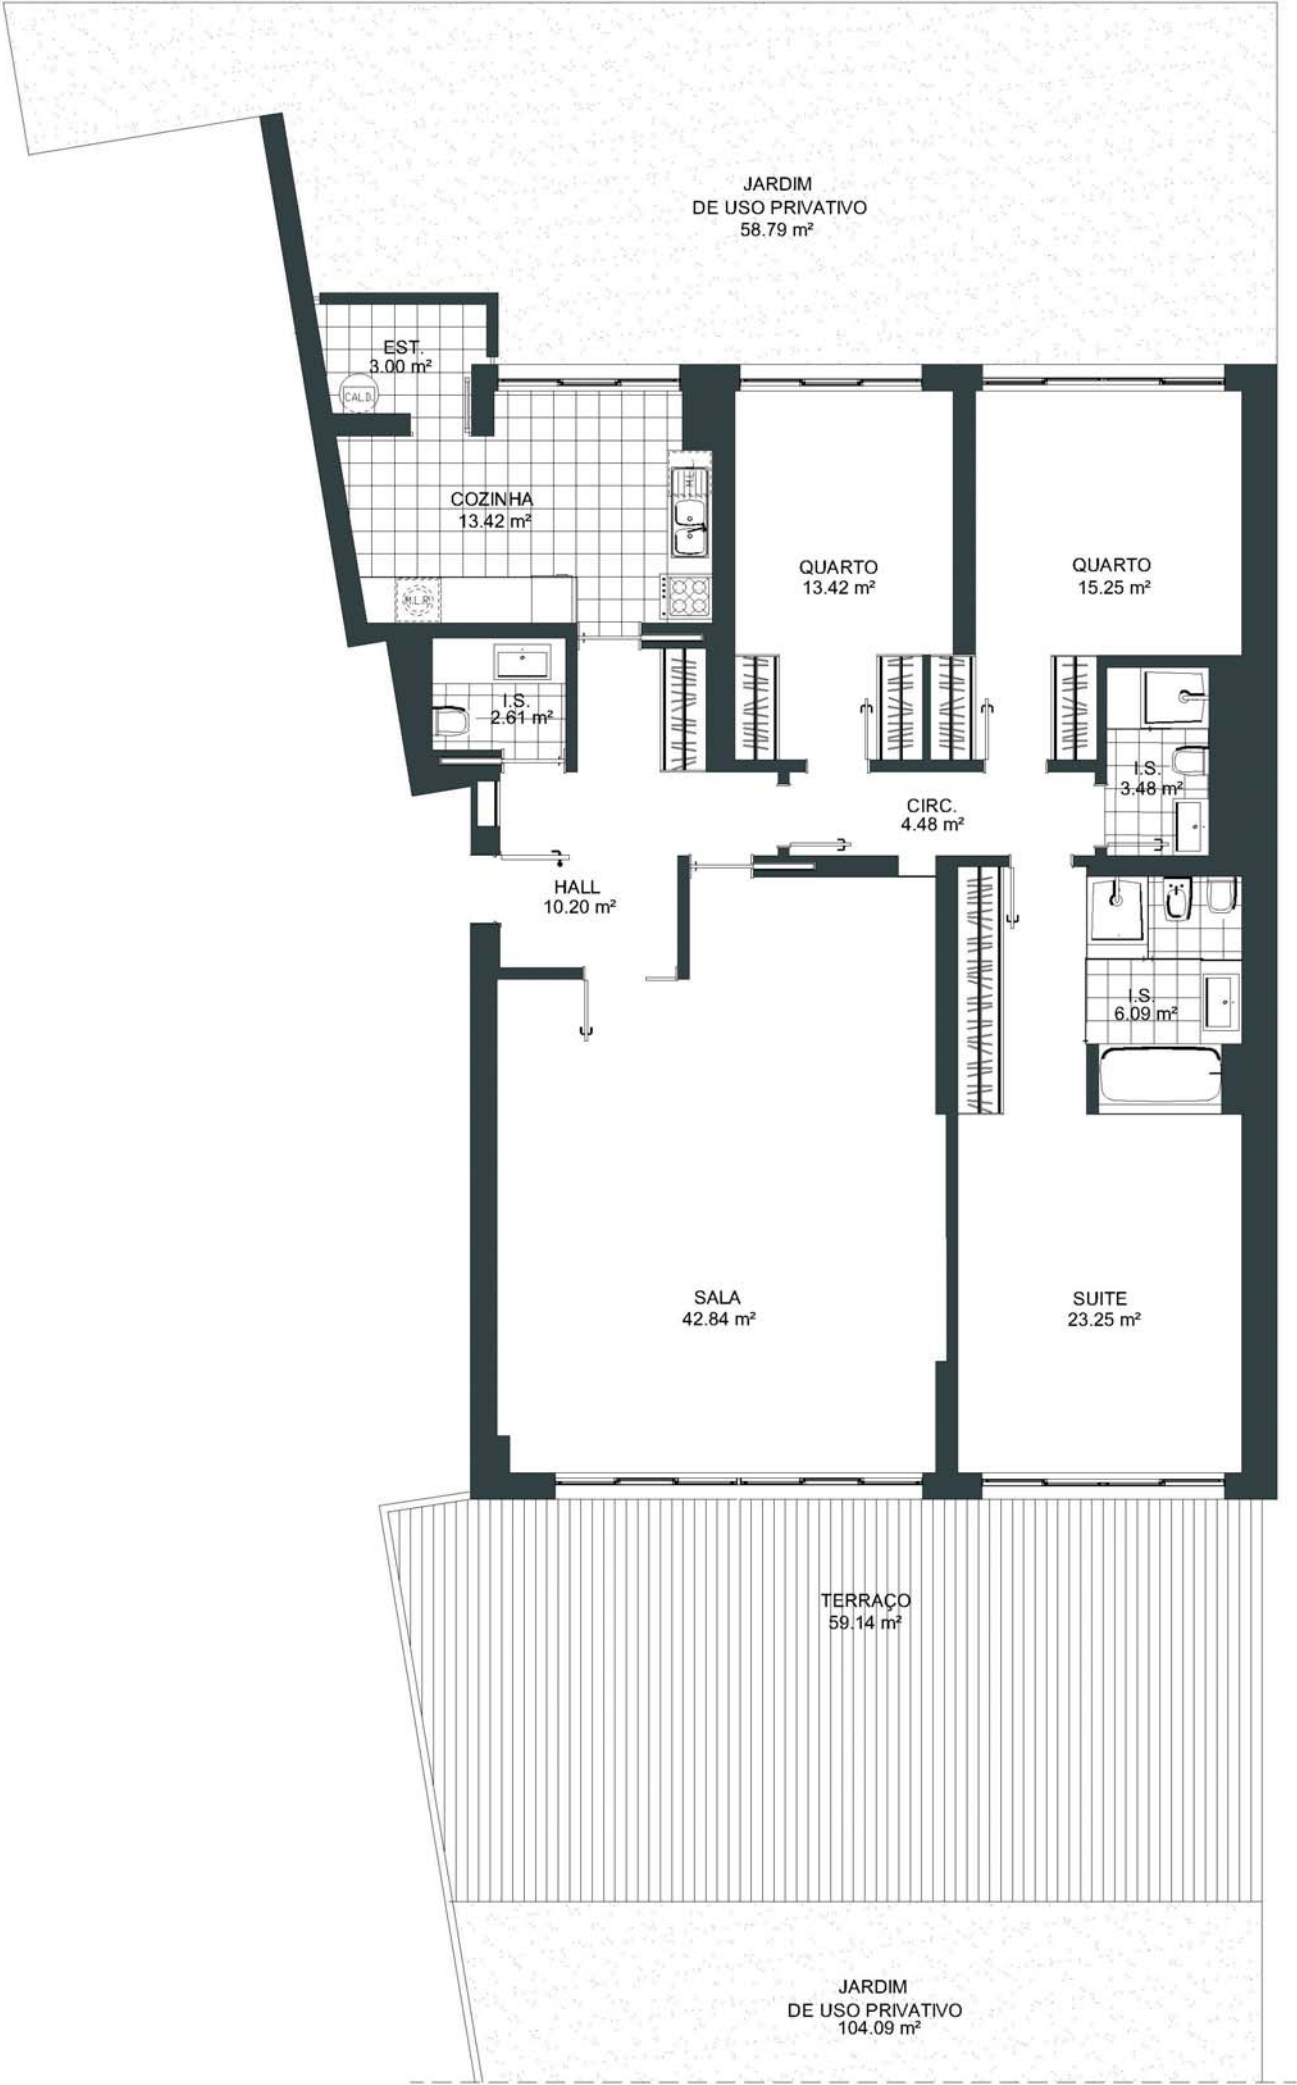 JARDIM
DE USO PRIVATIVO
58.79 m²
EST.
3.00 m²
CAL.D.
COZINHA
13.42 m²
M.L.
M.L.R.
QUARTO
13.42 m²
QUARTO
15.25 m²
I.S.
2.61 m²
I.S.
3.48 m²
CIRC.
4.48 m²
HALL
10.20 m²
I.S.
6.09 m²
SALA
42.84 m²
SUITE
23.25 m²
TERRAÇO
59.14 m²
JARDIM
DE USO PRIVATIVO
104.09 m²